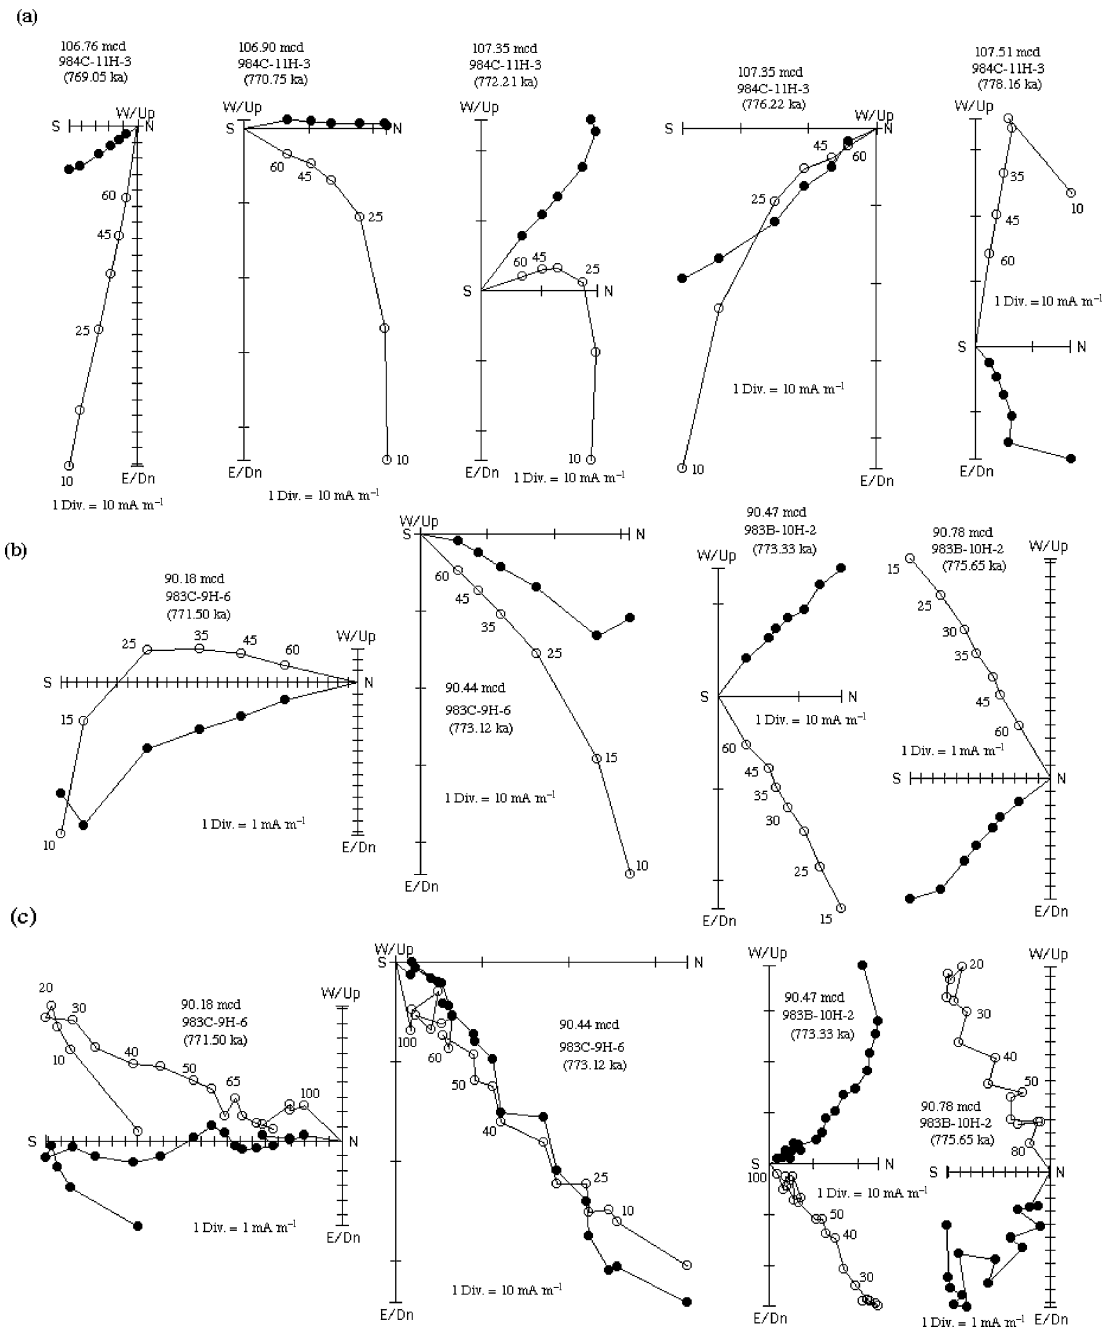 (a)
106.76 mcd
984C-11H-3
(769.05 ka)
W/Up
S
N
60
45
25
10
E/Dn
1 Div. = 10 mA m⁻¹
106.90 mcd
984C-11H-3
(770.75 ka)
W/Up
S
N
60
45
25
10
E/Dn
1 Div. = 10 mA m⁻¹
107.35 mcd
984C-11H-3
(772.21 ka)
W/Up
60
45
25
S
N
10
E/Dn
1 Div. = 10 mA m⁻¹
107.35 mcd
984C-11H-3
(776.22 ka)
W/Up
S
N
45
60
25
1 Div. = 10 mA m⁻¹
10
E/Dn
107.51 mcd
984C-11H-3
(778.16 ka)
W/Up
35
10
45
60
1 Div. = 10 mA m⁻¹
S
N
E/Dn
(b)
90.18 mcd
983C-9H-6
(771.50 ka)
25
35
45
60
W/Up
S
N
15
10
1 Div. = 1 mA m⁻¹
E/Dn
W/Up
S
N
60
45
35
25
90.44 mcd
983C-9H-6
(773.12 ka)
15
1 Div. = 10 mA m⁻¹
10
E/Dn
90.47 mcd
983B-10H-2
(773.33 ka)
W/Up
S
N
1 Div. = 10 mA m⁻¹
60
45
35
30
25
15
E/Dn
90.78 mcd
983B-10H-2
(775.65 ka)
W/Up
15
25
30
35
45
60
1 Div. = 1 mA m⁻¹
S
N
E/Dn
(c)
90.18 mcd
983C-9H-6
(771.50 ka)
W/Up
20
30
10
40
50
65
100
S
N
1 Div. = 1 mA m⁻¹
E/Dn
W/Up
S
N
100
60
50
40
90.44 mcd
983C-9H-6
(773.12 ka)
25
10
1 Div. = 10 mA m⁻¹
E/Dn
W/Up
90.47 mcd
983B-10H-2
(773.33 ka)
S
N
100
1 Div. = 10 mA m⁻¹
50
40
30
E/Dn
W/Up
20
30
40
50
90.78 mcd
983B-10H-2
(775.65 ka)
80
S
N
E/Dn
1 Div. = 1 mA m⁻¹